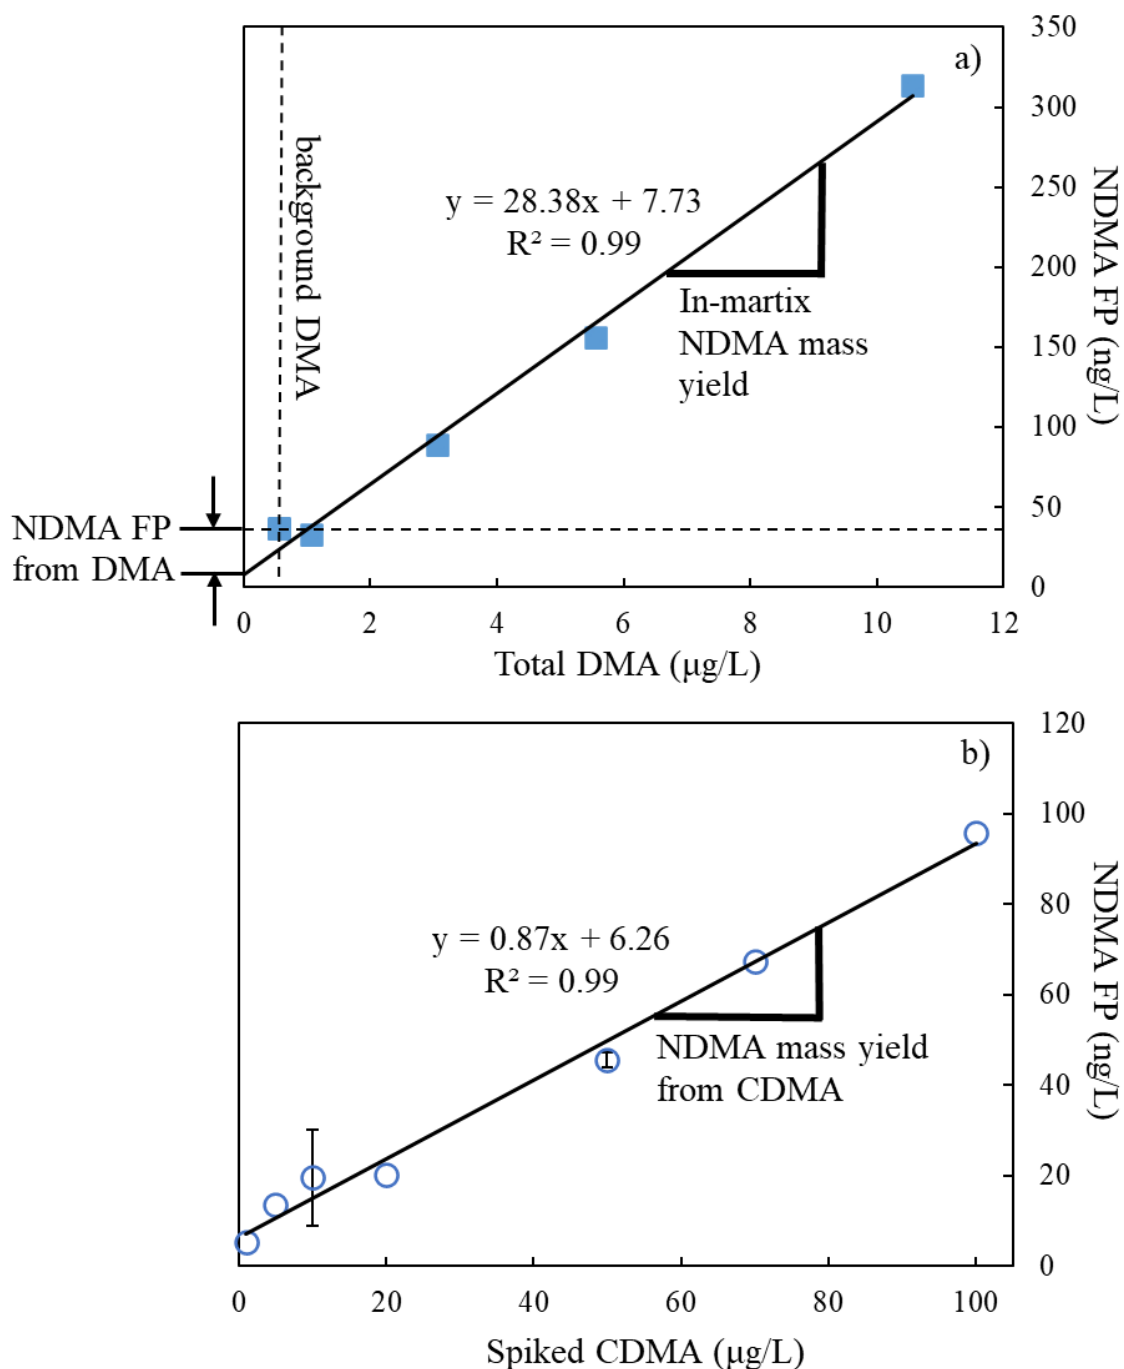 a)
350
300
250
200
150
100
50
0
NDMA FP (ng/L)
background DMA
y = 28.38x + 7.73
R² = 0.99
In-martix
NDMA mass
yield
NDMA FP
from DMA
0 2 4 6 8 10 12
Total DMA (μg/L)
b)
120
100
80
60
40
20
0
NDMA FP (ng/L)
y = 0.87x + 6.26
R² = 0.99
NDMA mass yield
from CDMA
0 20 40 60 80 100
Spiked CDMA (μg/L)